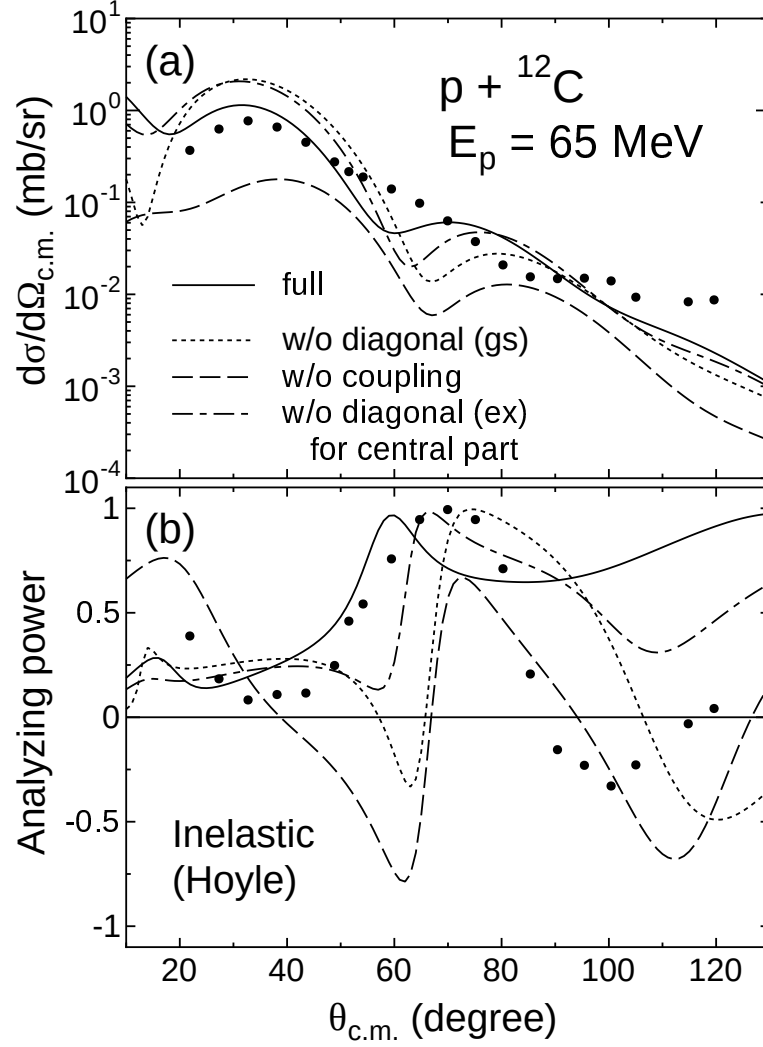 10^1
10^0
10^-1
10^-2
10^-3
10^-4
dσ/dΩ_c.m. (mb/sr)
(a)
p + ^12C
E_p = 65 MeV
full
w/o diagonal (gs)
w/o coupling
w/o diagonal (ex)
for central part
(b)
1
0.5
0
-0.5
-1
Analyzing power
Inelastic
(Hoyle)
20 40 60 80 100 120
θ_c.m. (degree)